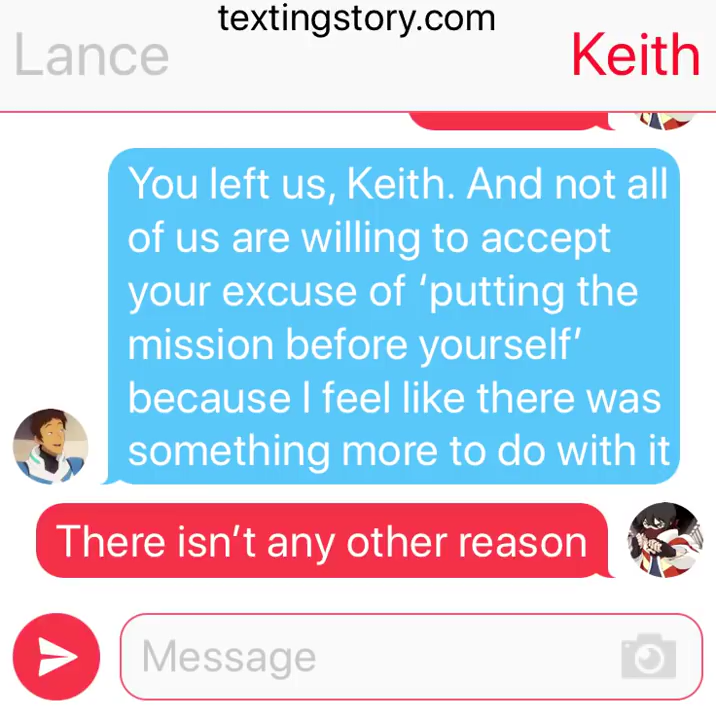 textingstory.com
Lance
Keith
You left us, Keith. And not all
of us are willing to accept
your excuse of ‘putting the
mission before yourself’
because I feel like there was
something more to do with it
There isn’t any other reason
Message